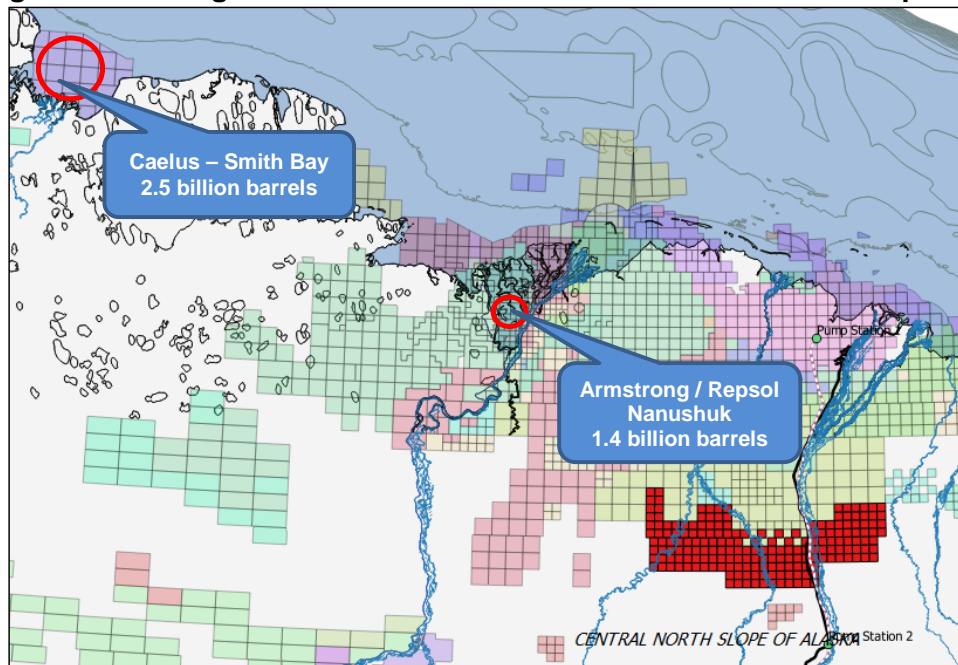 Caelus – Smith Bay
2.5 billion barrels
Pump Station
Armstrong / Repsol
Nanushuk
1.4 billion barrels
CENTRAL NORTH SLOPE OF ALASKA
Pump Station 2